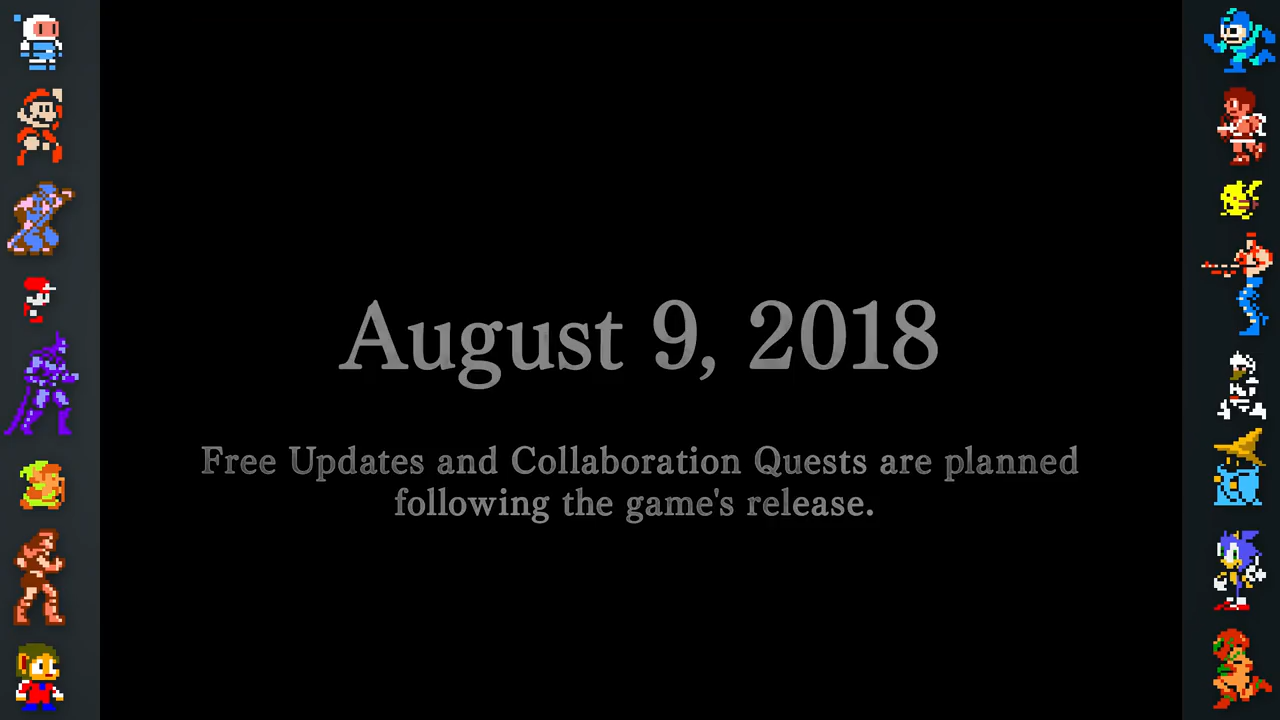 August 9, 2018
Free Updates and Collaboration Quests are planned
following the game's release.